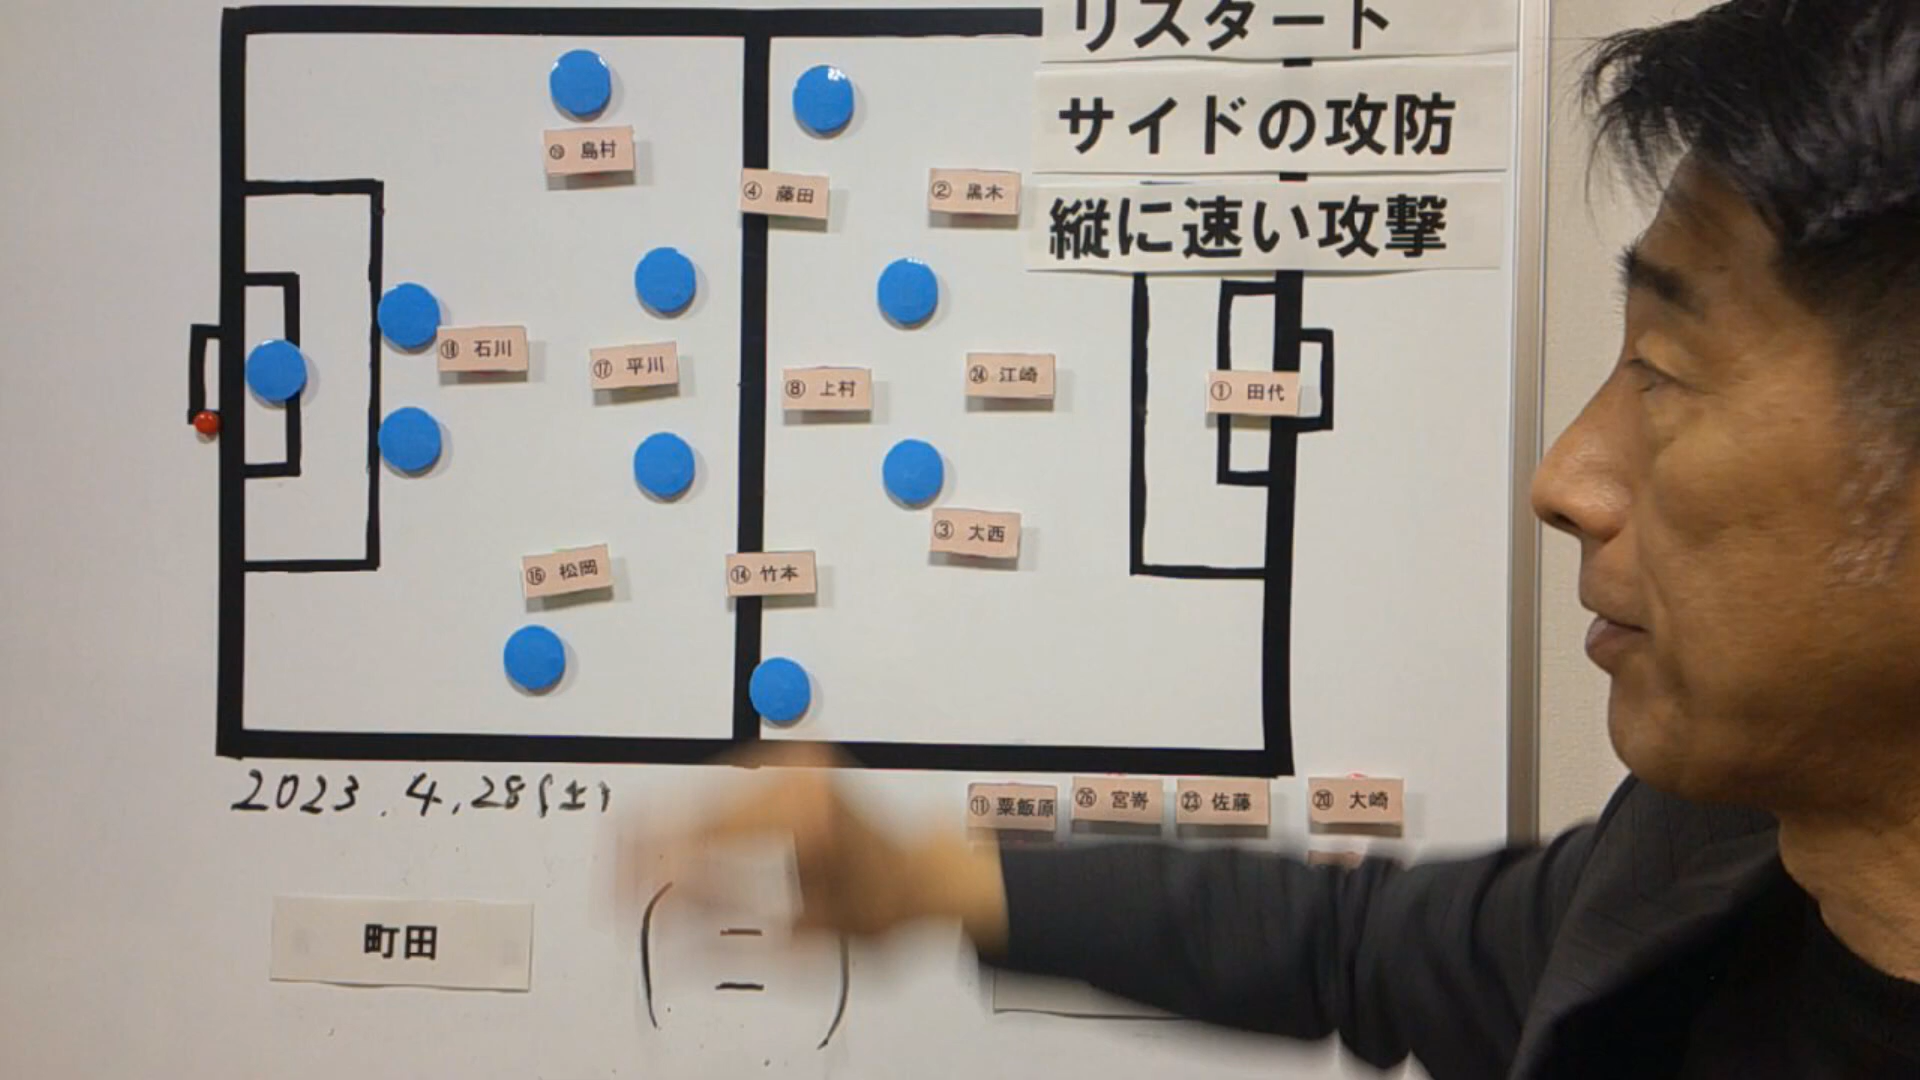 リスタート
サイドの攻防
縦に速い攻撃
島村
④ 藤田
② 黒木
⑱ 石川
⑰ 平川
⑧ 上村
㉔ 江崎
① 田代
③ 大西
⑯ 松岡
⑭ 竹本
2023.4.28(土)
⑪ 粟飯原
㉖ 宮嵜
㉓ 佐藤
⑳ 大崎
町田
( — — )